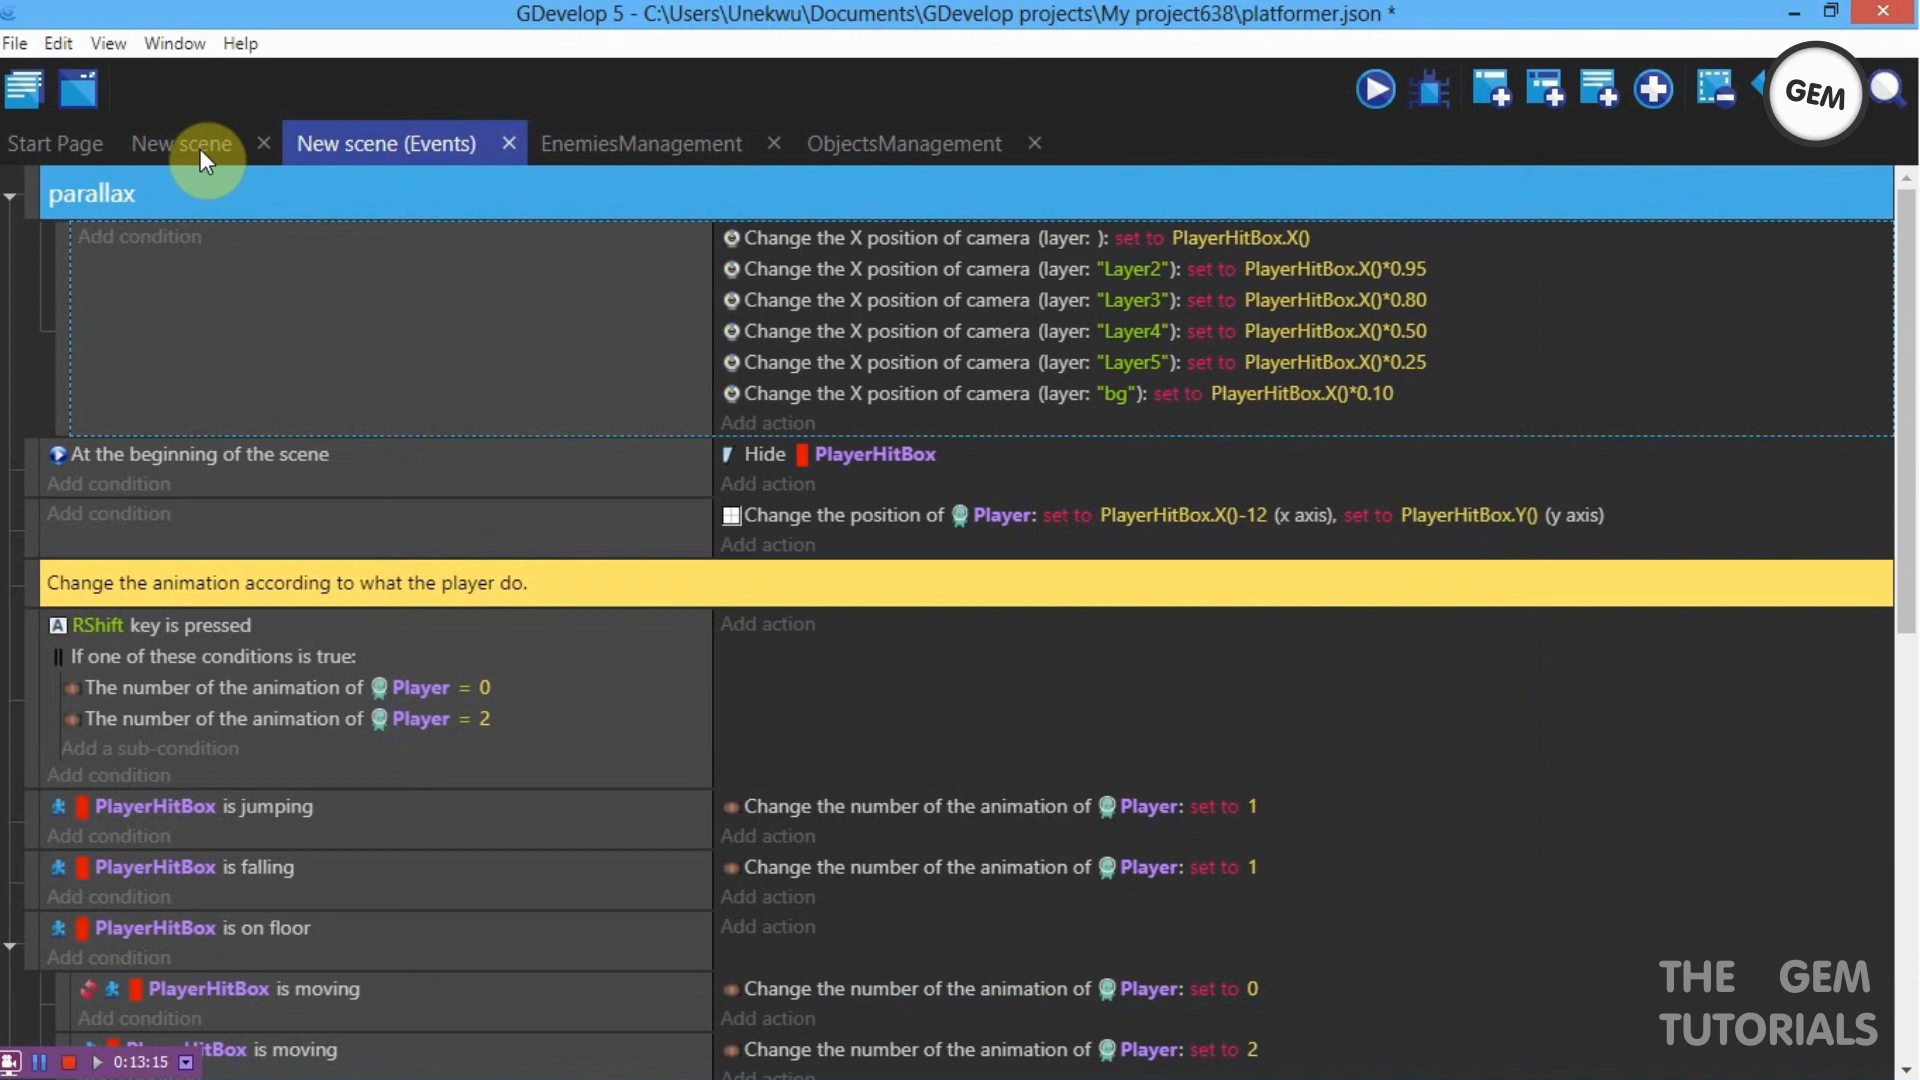 GDevelop 5 - C:\Users\Unekwu\Documents\GDevelop projects\My project638\platformer.json *
File Edit View Window Help
GEM
Start Page New scene × New scene (Events) × EnemiesManagement × ObjectsManagement ×
parallax
Add condition
Change the X position of camera (layer: ): set to PlayerHitBox.X()
Change the X position of camera (layer: "Layer2"): set to PlayerHitBox.X()*0.95
Change the X position of camera (layer: "Layer3"): set to PlayerHitBox.X()*0.80
Change the X position of camera (layer: "Layer4"): set to PlayerHitBox.X()*0.50
Change the X position of camera (layer: "Layer5"): set to PlayerHitBox.X()*0.25
Change the X position of camera (layer: "bg"): set to PlayerHitBox.X()*0.10
Add action
At the beginning of the scene
Add condition
Hide PlayerHitBox
Add action
Add condition
Change the position of Player: set to PlayerHitBox.X()-12 (x axis), set to PlayerHitBox.Y() (y axis)
Add action
Change the animation according to what the player do.
RShift key is pressed
If one of these conditions is true:
The number of the animation of Player = 0
The number of the animation of Player = 2
Add a sub-condition
Add condition
Add action
PlayerHitBox is jumping
Add condition
Change the number of the animation of Player: set to 1
Add action
PlayerHitBox is falling
Add condition
Change the number of the animation of Player: set to 1
Add action
PlayerHitBox is on floor
Add condition
Add action
PlayerHitBox is moving
Add condition
Change the number of the animation of Player: set to 0
Add action
is moving
Change the number of the animation of Player: set to 2
Add action
0:13:15
THE GEM
TUTORIALS